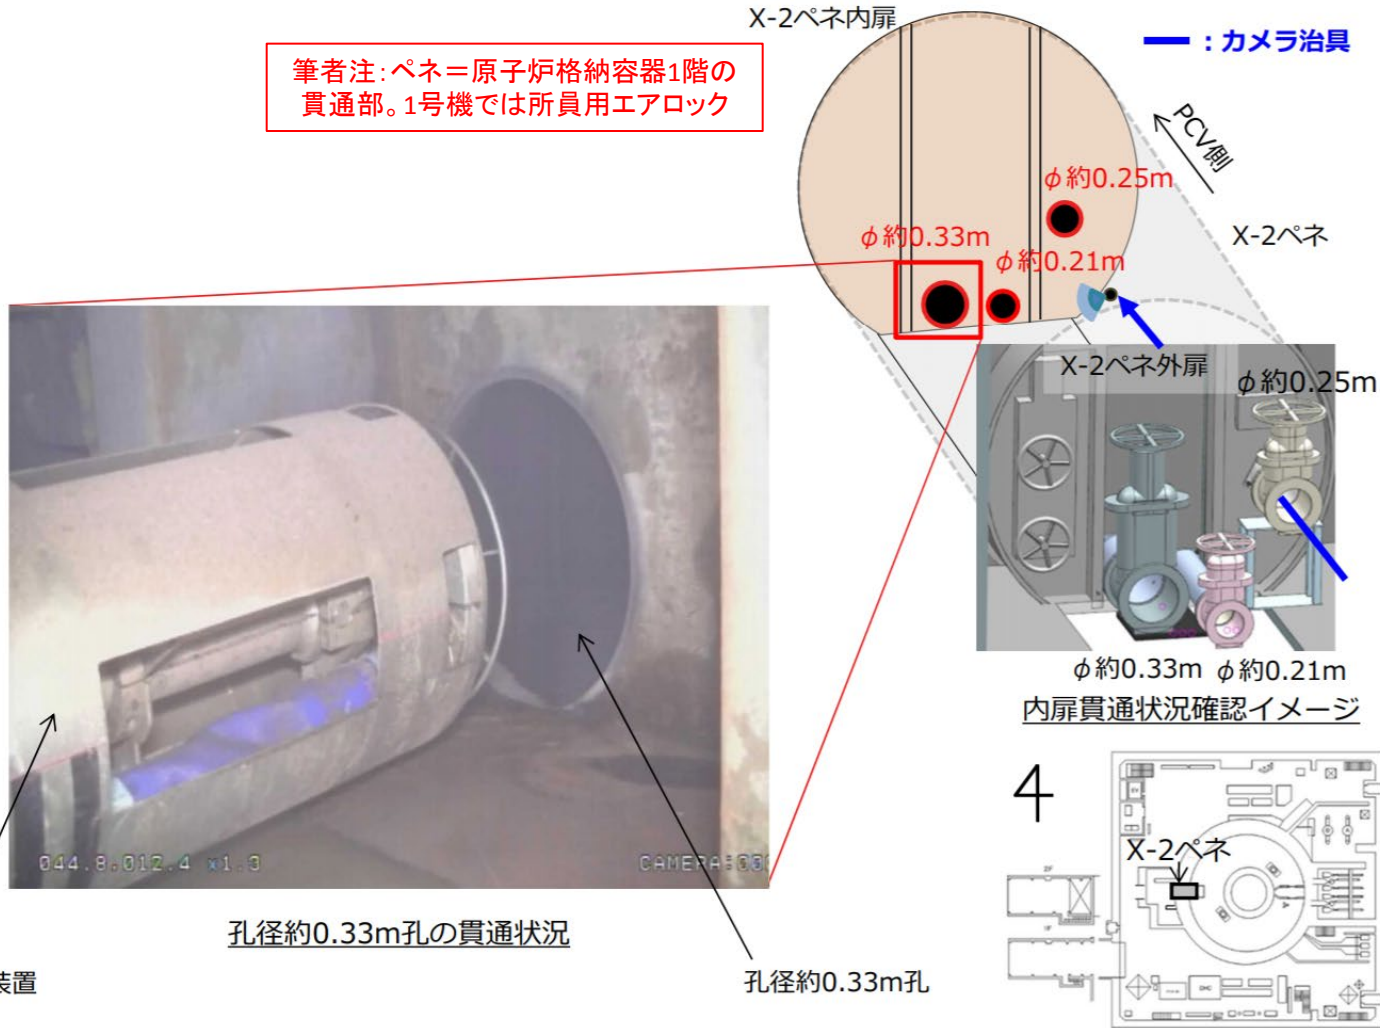 X-2ペネ内扉
: カメラ治具
筆者注:ペネ=原子炉格納容器1階の
貫通部。1号機では所員用エアロック
PCV側
φ約0.25m
X-2ペネ
φ約0.33m
φ約0.21m
X-2ペネ外扉
φ約0.25m
φ約0.33m
φ約0.21m
内扉貫通状況確認イメージ
044.8.012.4 x1.3
CAMERA:
X-2ペネ
孔径約0.33m孔の貫通状況
装置
孔径約0.33m孔